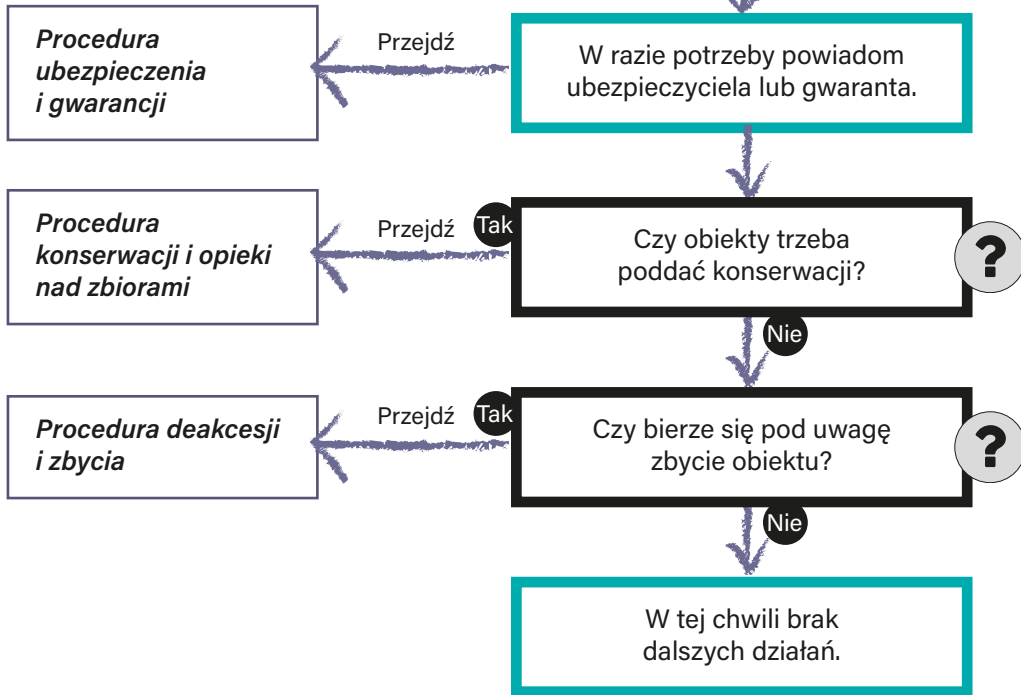 Procedura
ubezpieczenia
i gwarancji
Przejdź
W razie potrzeby powiadom
ubezpieczyciela lub gwaranta.
Procedura
konserwacji i opieki
nad zbiorami
Przejdź
Tak
Czy obiekty trzeba
poddać konserwacji?
?
Nie
Procedura deakcesji
i zbycia
Przejdź
Tak
Czy bierze się pod uwagę
zbycie obiektu?
?
Nie
W tej chwili brak
dalszych działań.